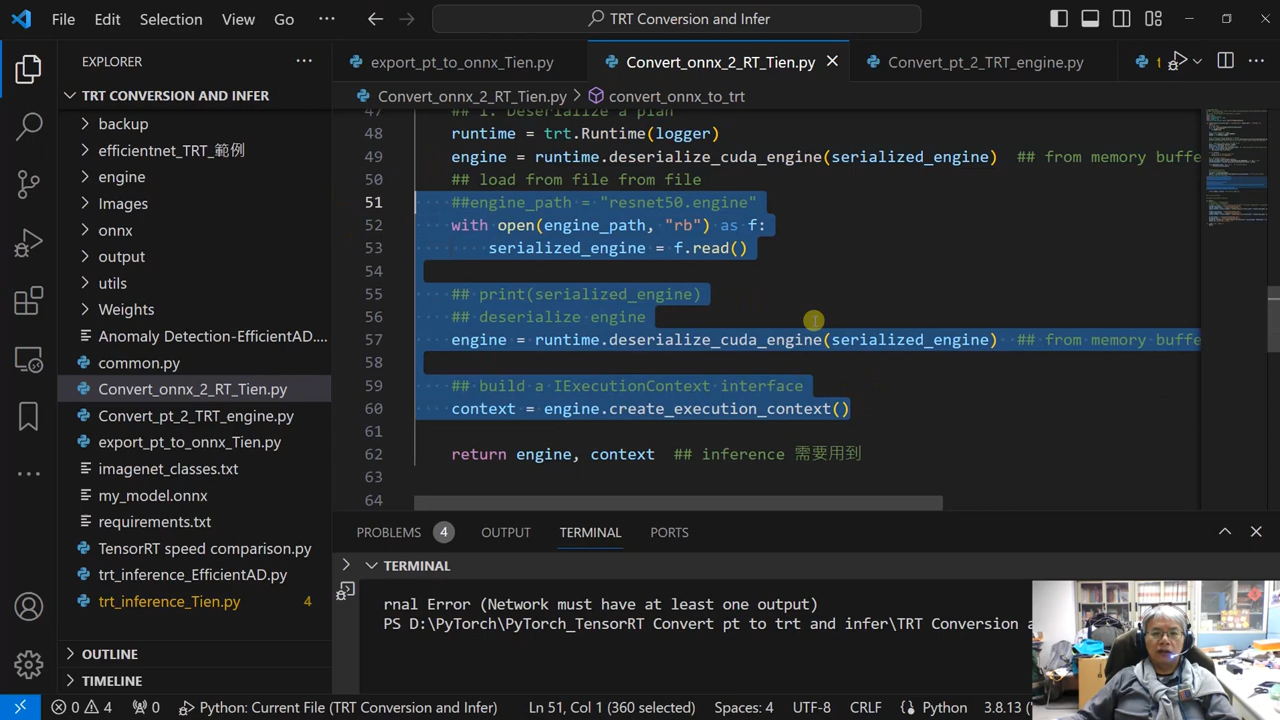 File Edit Selection View Go ··· TRT Conversion and Infer
EXPLORER ···
TRT CONVERSION AND INFER
backup
efficientnet_TRT_範例
engine
Images
onnx
output
utils
Weights
Anomaly Detection-EfficientAD....
common.py
Convert_onnx_2_RT_Tien.py
Convert_pt_2_TRT_engine.py
export_pt_to_onnx_Tien.py
imagenet_classes.txt
my_model.onnx
requirements.txt
TensorRT speed comparison.py
trt_inference_EfficientAD.py
trt_inference_Tien.py 4
OUTLINE
TIMELINE
export_pt_to_onnx_Tien.py Convert_onnx_2_RT_Tien.py Convert_pt_2_TRT_engine.py
Convert_onnx_2_RT_Tien.py > convert_onnx_to_trt
47 ## 1. Deserialize a plan
48 runtime = trt.Runtime(logger)
49 engine = runtime.deserialize_cuda_engine(serialized_engine) ## from memory buffe
50 ## load from file from file
51 ##engine_path = "resnet50.engine"
52 with open(engine_path, "rb") as f:
53 serialized_engine = f.read()
54
55 ## print(serialized_engine)
56 ## deserialize engine
57 engine = runtime.deserialize_cuda_engine(serialized_engine) ## from memory buffe
58
59 ## build a IExecutionContext interface
60 context = engine.create_execution_context()
61
62 return engine, context ## inference 需要用到
63
64
PROBLEMS 4 OUTPUT TERMINAL PORTS
TERMINAL
rnal Error (Network must have at least one output)
PS D:\PyTorch\PyTorch_TensorRT Convert pt to trt and infer\TRT Conversion a
0 4 0 Python: Current File (TRT Conversion and Infer) Ln 51, Col 1 (360 selected) Spaces: 4 UTF-8 CRLF Python 3.8.13